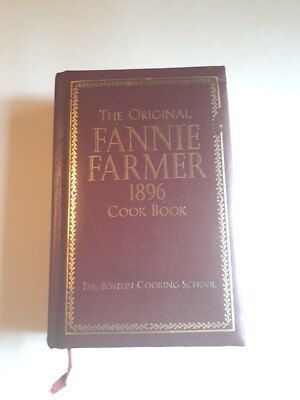 The Original
Fannie
Farmer
1896
Cook Book
The Boston Cooking School